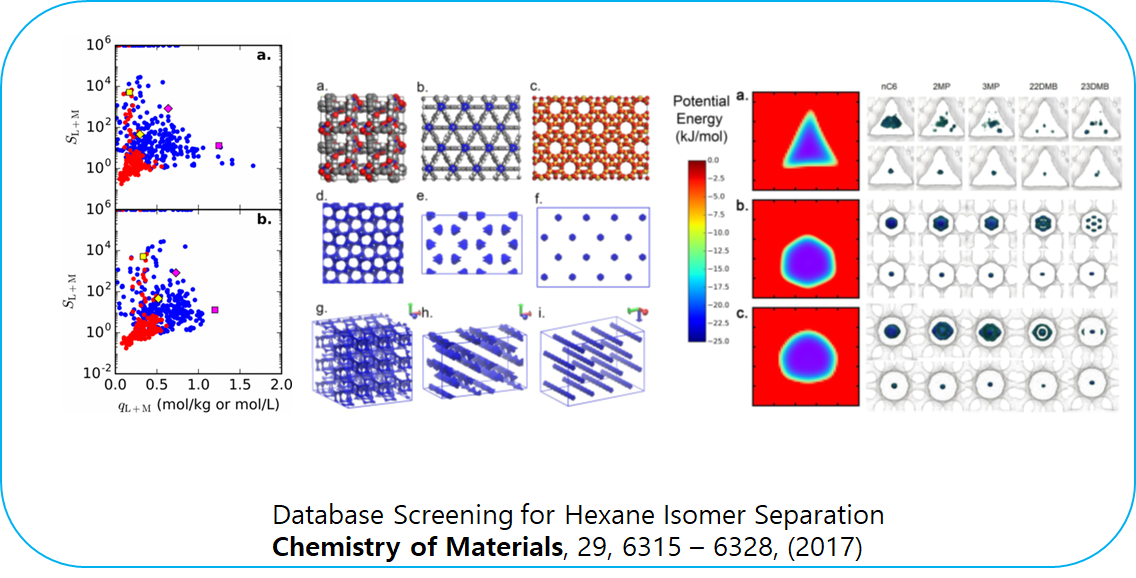 10⁶
a.
10⁴
S_L+M
10²
10⁰
10⁶
b.
10⁴
S_L+M
10²
10⁰
10⁻²
0.0 0.5 1.0 1.5 2.0
q_L+M (mol/kg or mol/L)
a. b. c.
d. e. f.
g. h. i.
Potential
Energy
(kJ/mol)
0.0
−2.5
−5.0
−7.5
−10.0
−12.5
−15.0
−17.5
−20.0
−22.5
−25.0
a.
b.
c.
nC6 2MP 3MP 22DMB 23DMB
Database Screening for Hexane Isomer Separation
Chemistry of Materials, 29, 6315 – 6328, (2017)